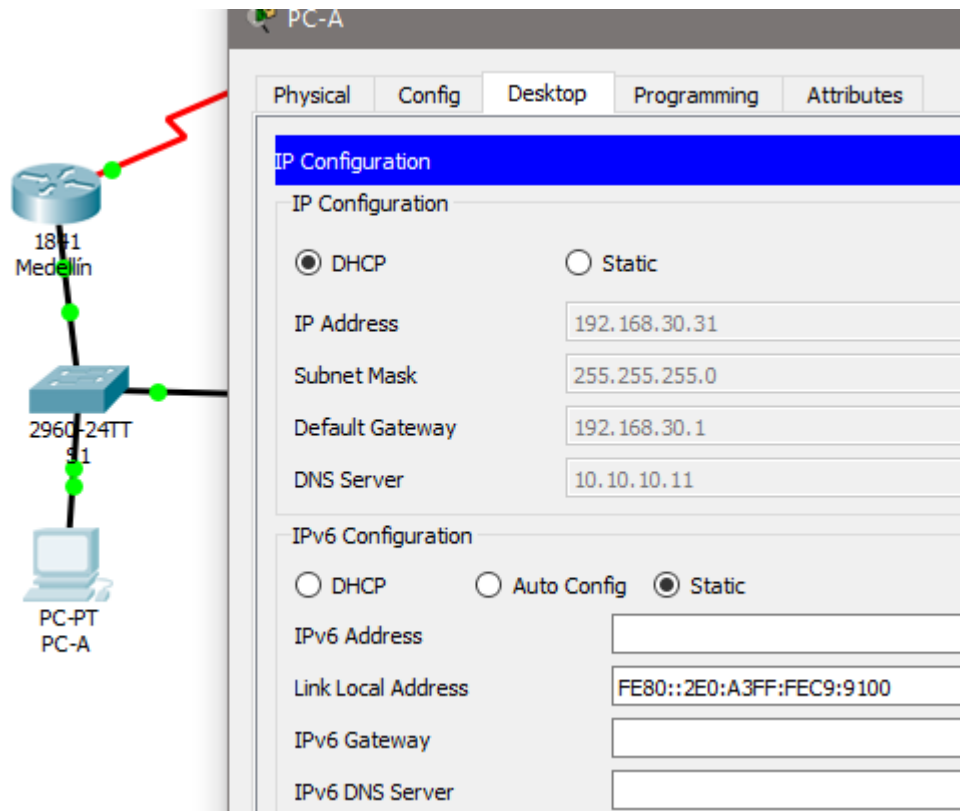 PC-A
Physical Config Desktop Programming Attributes
IP Configuration
IP Configuration
DHCP Static
IP Address 192.168.30.31
Subnet Mask 255.255.255.0
Default Gateway 192.168.30.1
DNS Server 10.10.10.11
IPv6 Configuration
DHCP Auto Config Static
IPv6 Address
Link Local Address FE80::2E0:A3FF:FEC9:9100
IPv6 Gateway
IPv6 DNS Server
1841
Medellín
2960-24TT
S1
PC-PT
PC-A